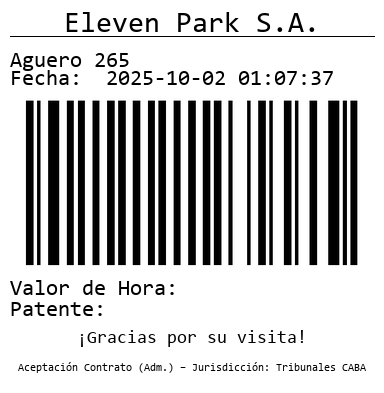 Eleven Park S.A.
Aguero 265
Fecha:  2025-10-02 01:07:37
Valor de Hora:
Patente:
¡Gracias por su visita!
Aceptación Contrato (Adm.) – Jurisdicción: Tribunales CABA